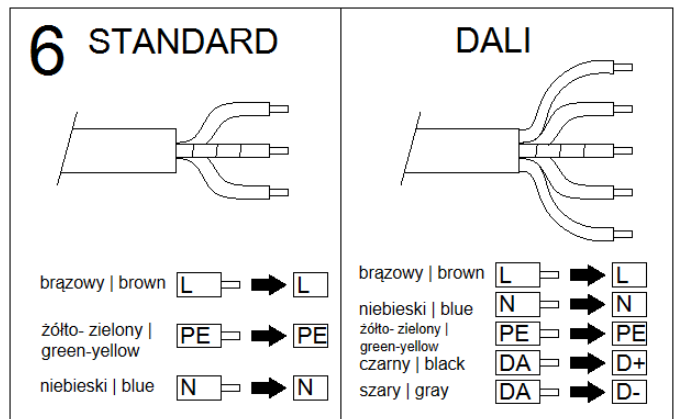 6 STANDARD
brązowy | brown L L
żółto- zielony |
green-yellow PE PE
niebieski | blue N N
DALI
brązowy | brown L L
niebieski | blue N N
żółto- zielony |
green-yellow PE PE
czarny | black DA D+
szary | gray DA D-